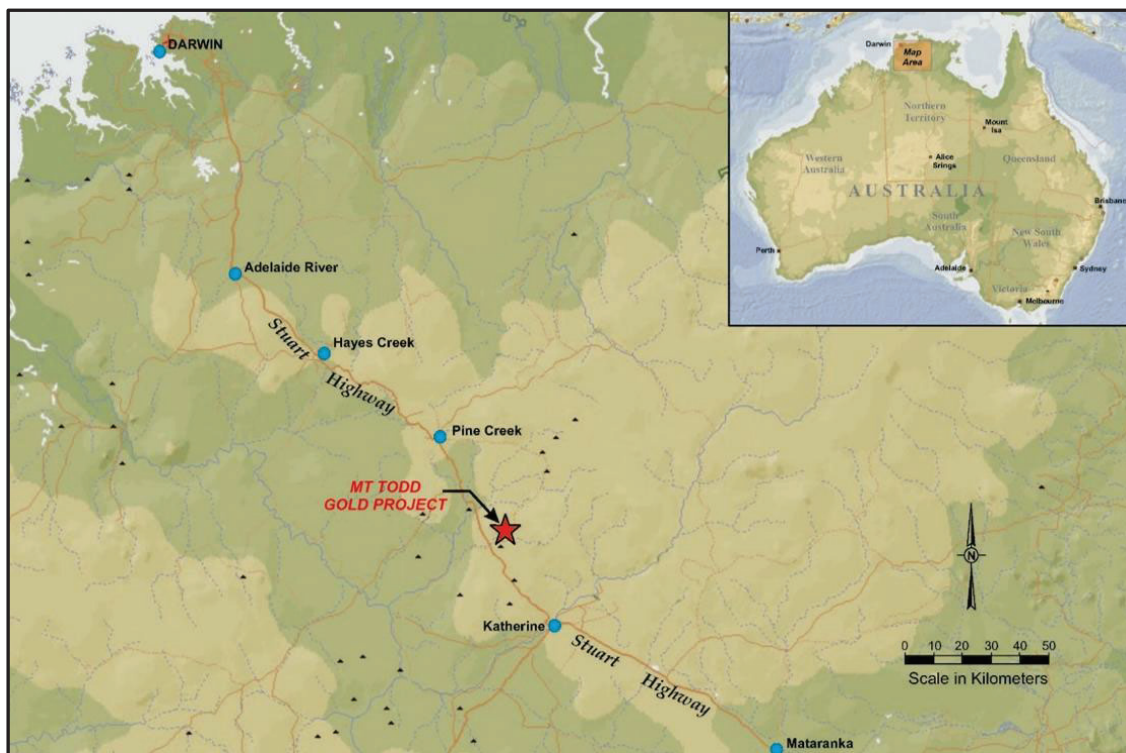 DARWIN
Adelaide River
Hayes Creek
Stuart
Highway
Pine Creek
MT TODD
GOLD PROJECT
Katherine
Stuart
Highway
Mataranka
N
0 10 20 30 40 50
Scale in Kilometers
Darwin
Map
Area
Northern
Territory
Mount
Isa
Western
Australia
Alice
Srings
Queensland
AUSTRALIA
South
Australia
Brisbane
New South
Wales
Perth
Adelaide
Sydney
Victoria
Melbourne